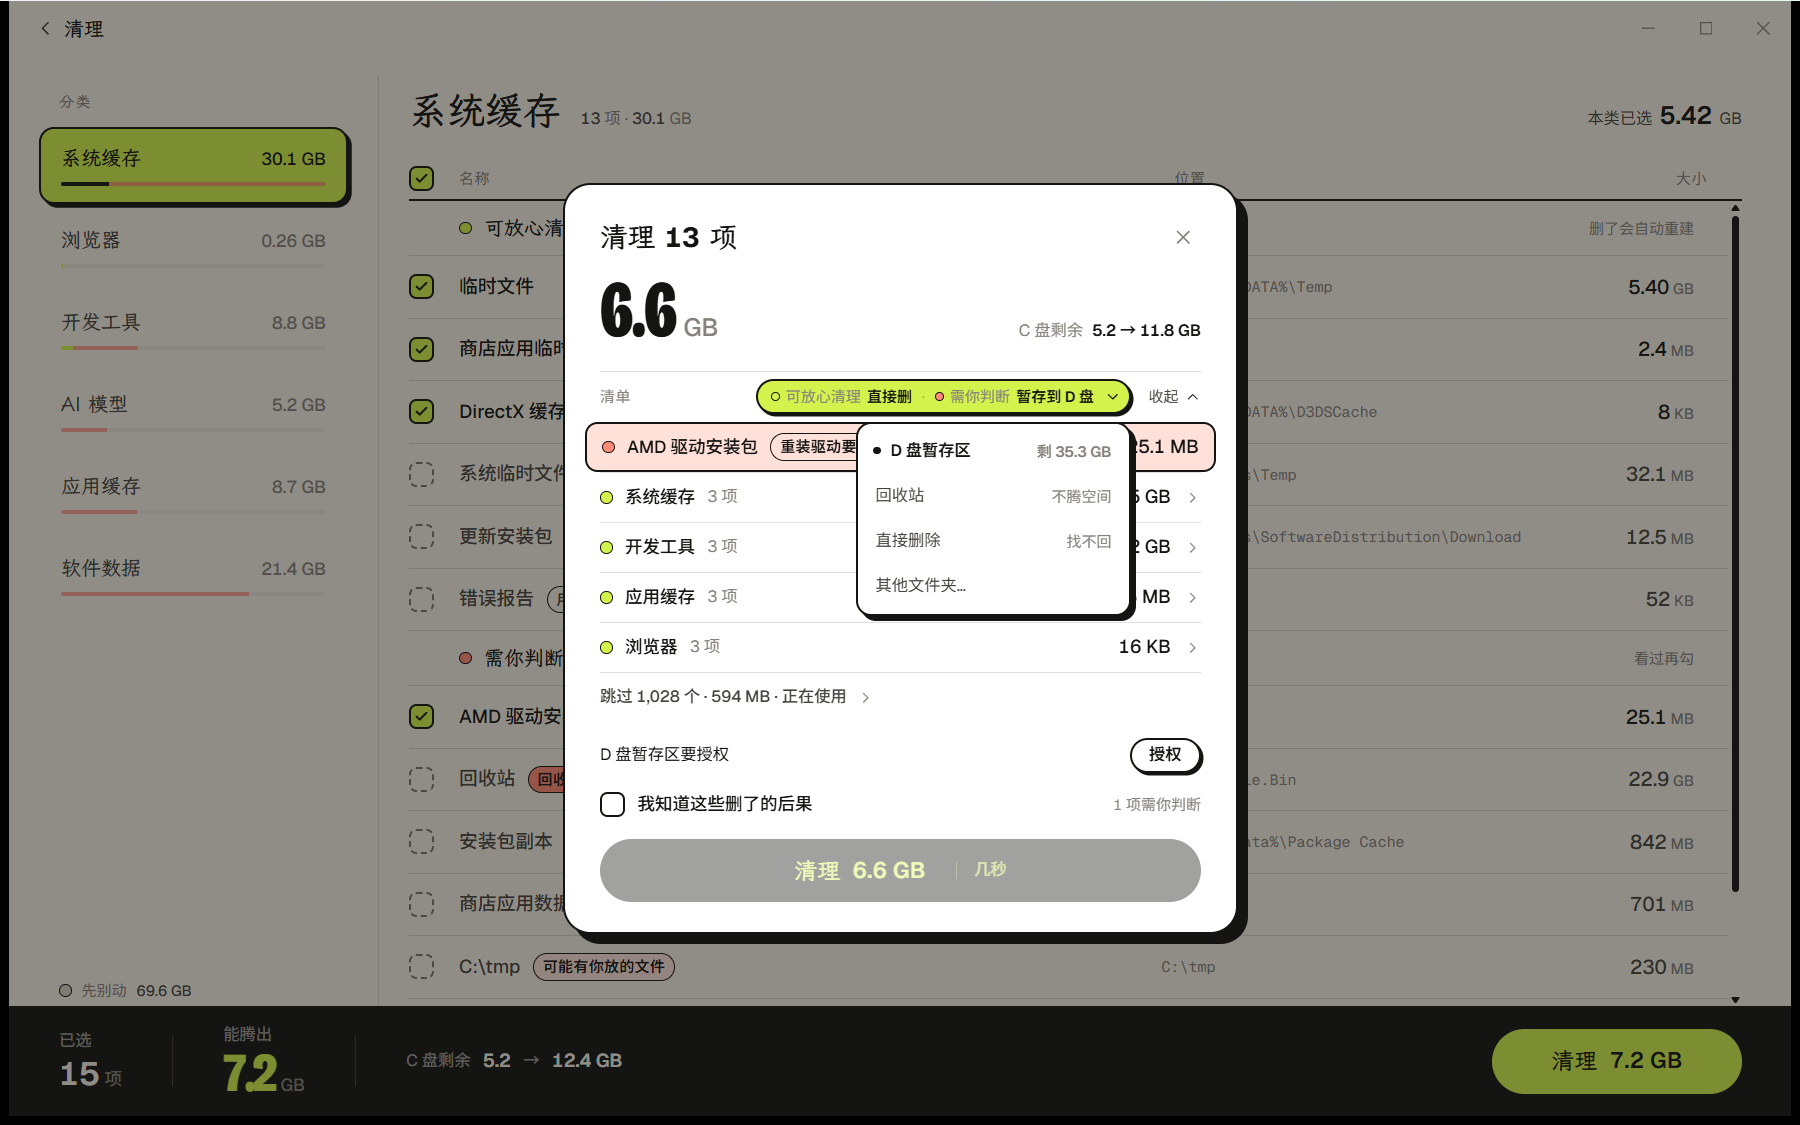 清理
分类
系统缓存 30.1 GB
浏览器 0.26 GB
开发工具 8.8 GB
AI 模型 5.2 GB
应用缓存 8.7 GB
软件数据 21.4 GB
先别动 69.6 GB
系统缓存 13 项 · 30.1 GB 本类已选 5.42 GB
名称 位置 大小
可放心清 删了会自动重建
临时文件 DATA%\Temp 5.40 GB
商店应用临时 2.4 MB
DirectX 缓存 DATA%\D3DSCache 8 KB
系统临时文件 s\Temp 32.1 MB
更新安装包 s\SoftwareDistribution\Download 12.5 MB
错误报告 52 KB
需你判断 看过再勾
AMD 驱动安 25.1 MB
回收站 回收 le.Bin 22.9 GB
安装包副本 ata%\Package Cache 842 MB
商店应用数据 701 MB
C:\tmp 可能有你放的文件 C:\tmp 230 MB
清理 13 项
6.6 GB C 盘剩余 5.2 → 11.8 GB
清单 可放心清理 直接删 · 需你判断 暂存到 D 盘 收起
AMD 驱动安装包 重装驱动要 25.1 MB
系统缓存 3 项 GB
开发工具 3 项 2 GB
应用缓存 3 项 MB
浏览器 3 项 16 KB
D 盘暂存区 剩 35.3 GB
回收站 不腾空间
直接删除 找不回
其他文件夹...
跳过 1,028 个 · 594 MB · 正在使用
D 盘暂存区要授权 授权
我知道这些删了的后果 1 项需你判断
清理 6.6 GB 几秒
已选
15 项
能腾出
7.2 GB
C 盘剩余 5.2 → 12.4 GB
清理 7.2 GB